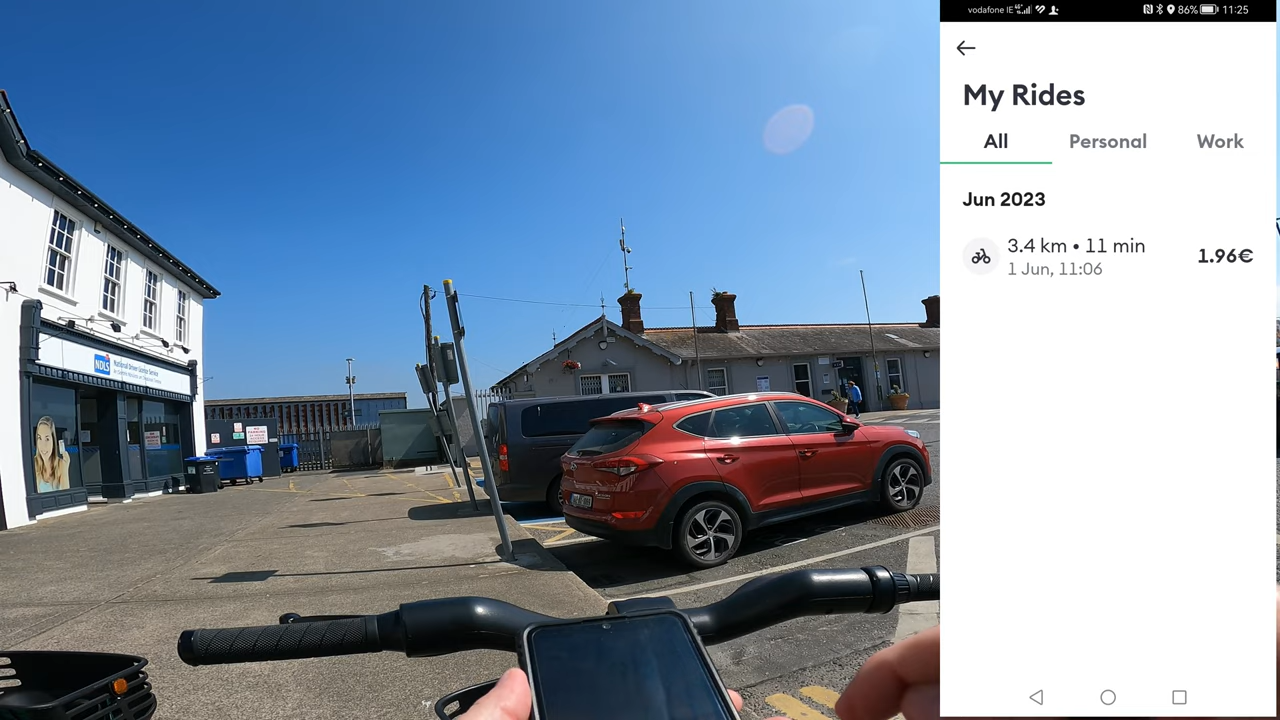 vodafone IE
86% 11:25
My Rides
All Personal Work
Jun 2023
3.4 km • 11 min
1.96€
1 Jun, 11:06
NDLS
National Driver Licence Service